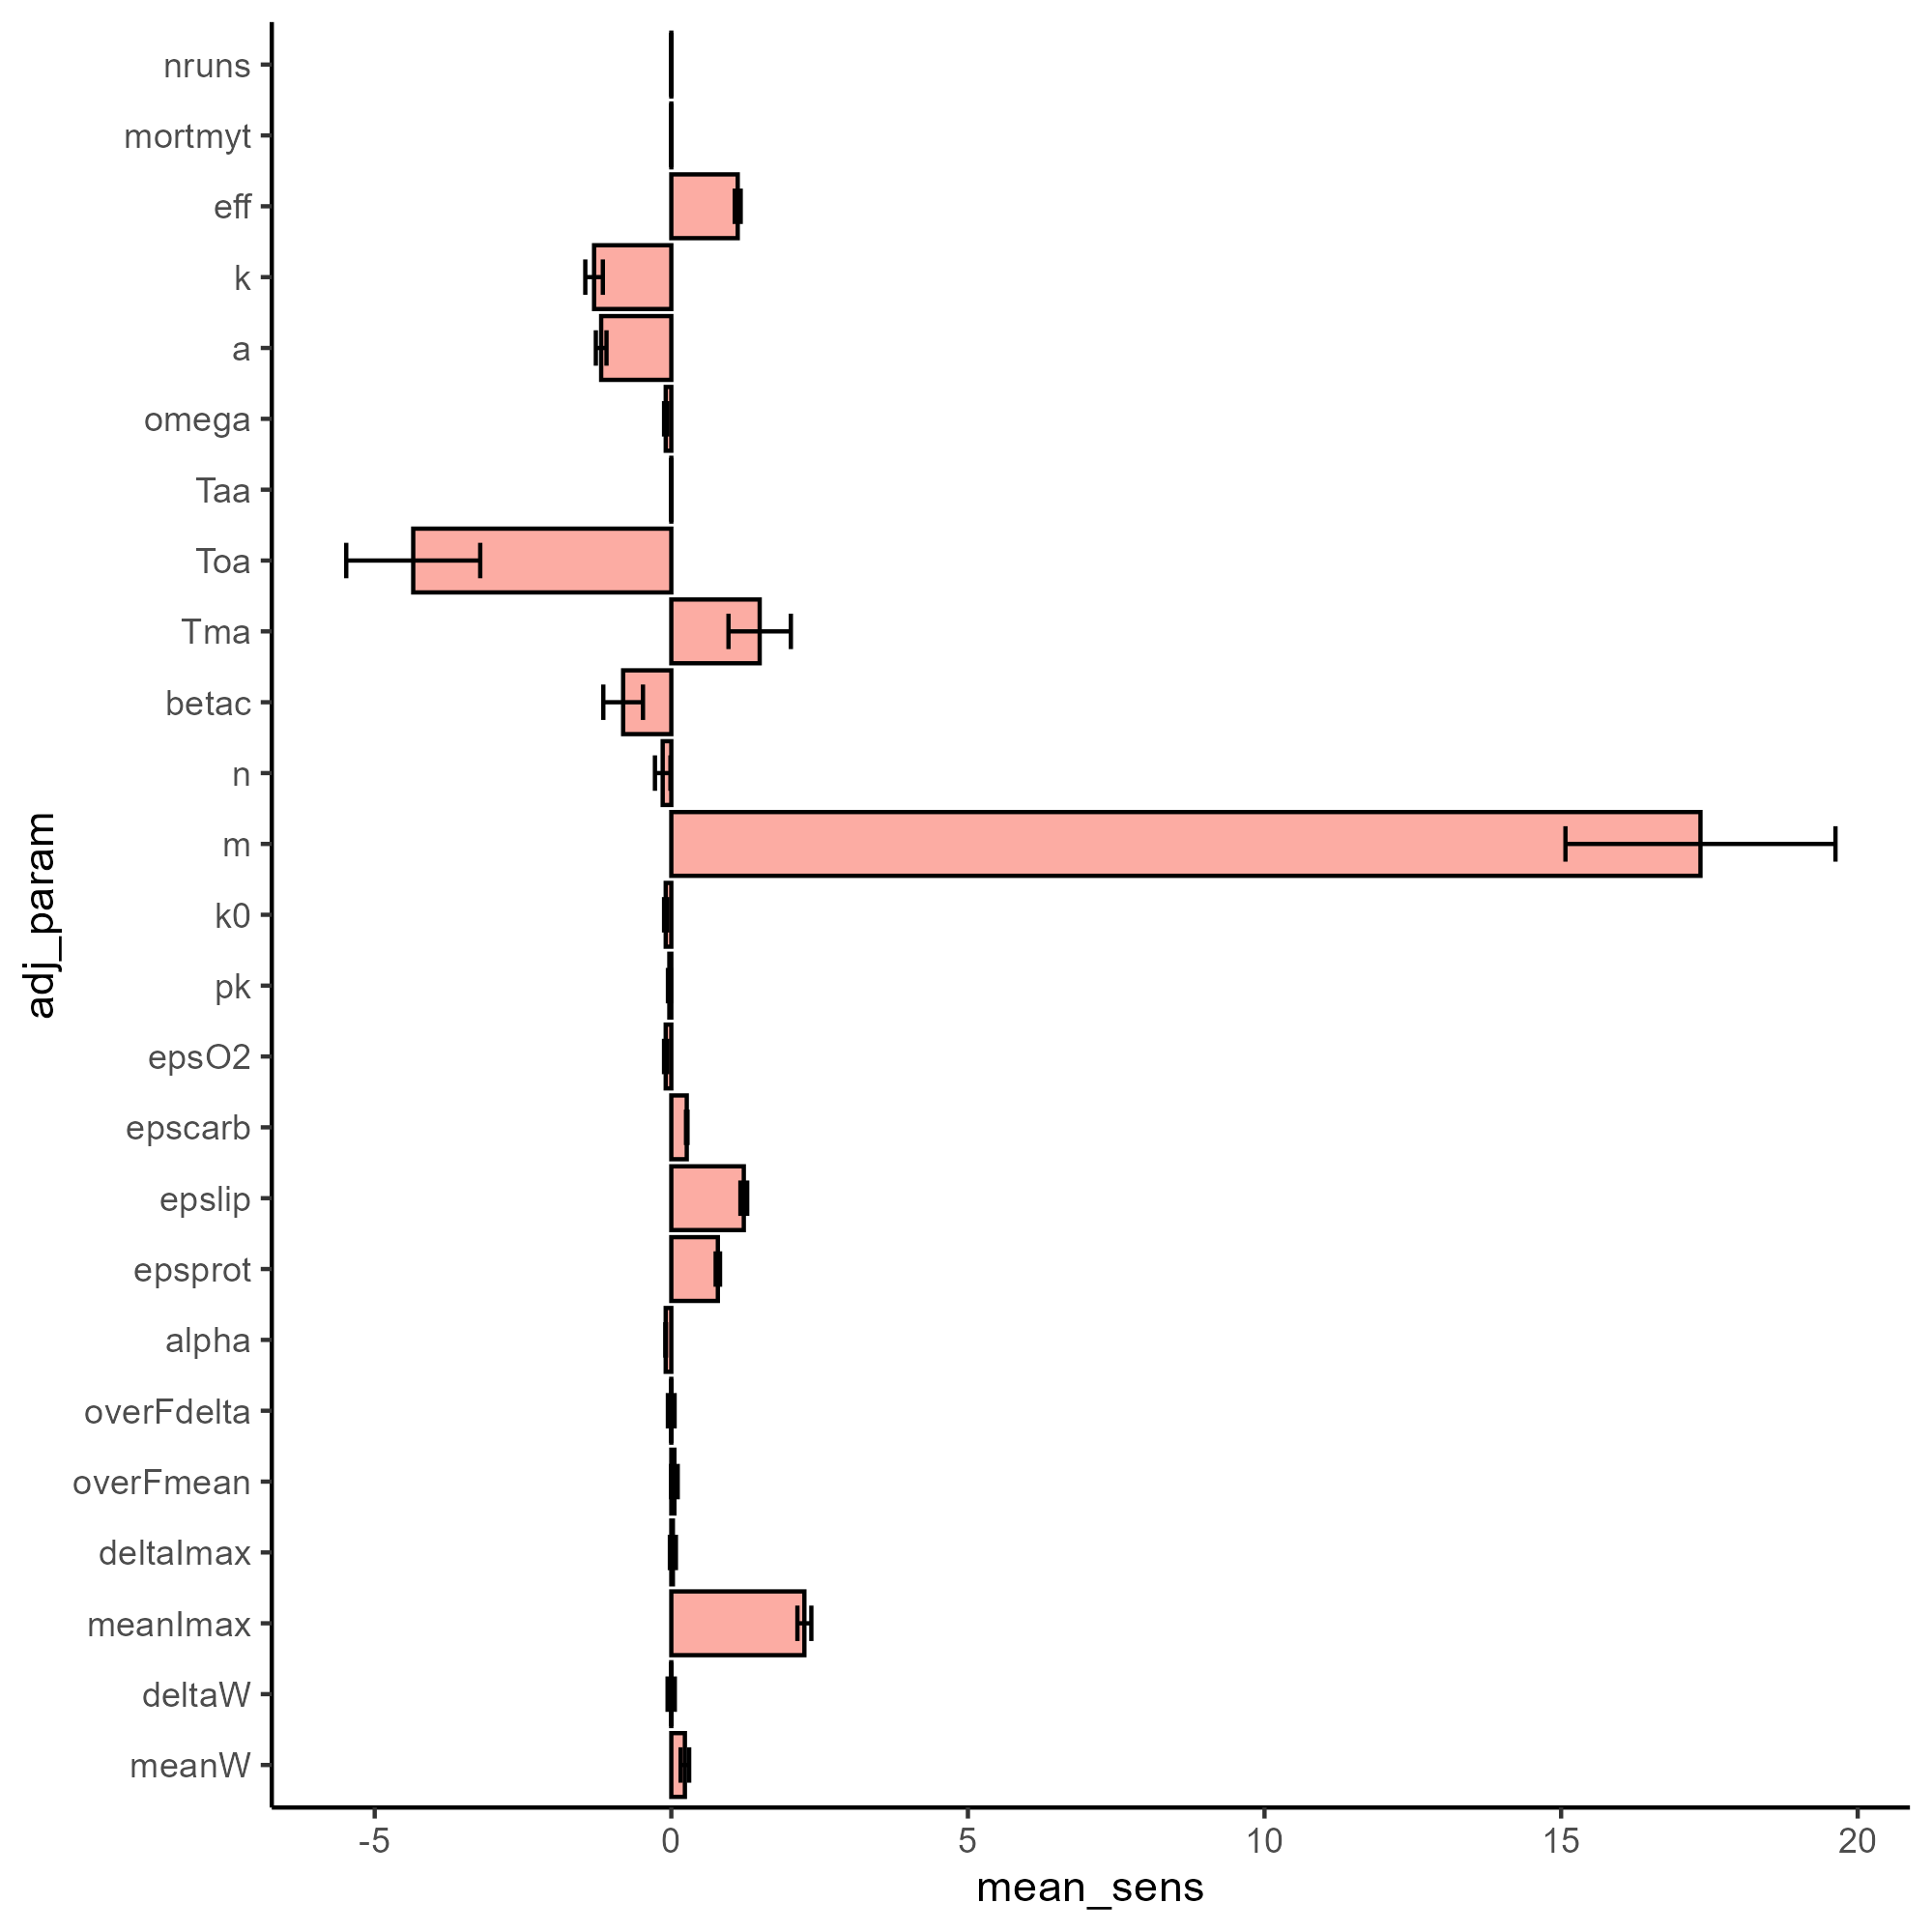 nruns
mortmyt
eff
k
a
omega
Taa
Toa
Tma
betac
n
m
k0
pk
epsO2
epscarb
epslip
epsprot
alpha
overFdelta
overFmean
deltaImax
meanImax
deltaW
meanW
adj_param
-5 0 5 10 15 20
mean_sens